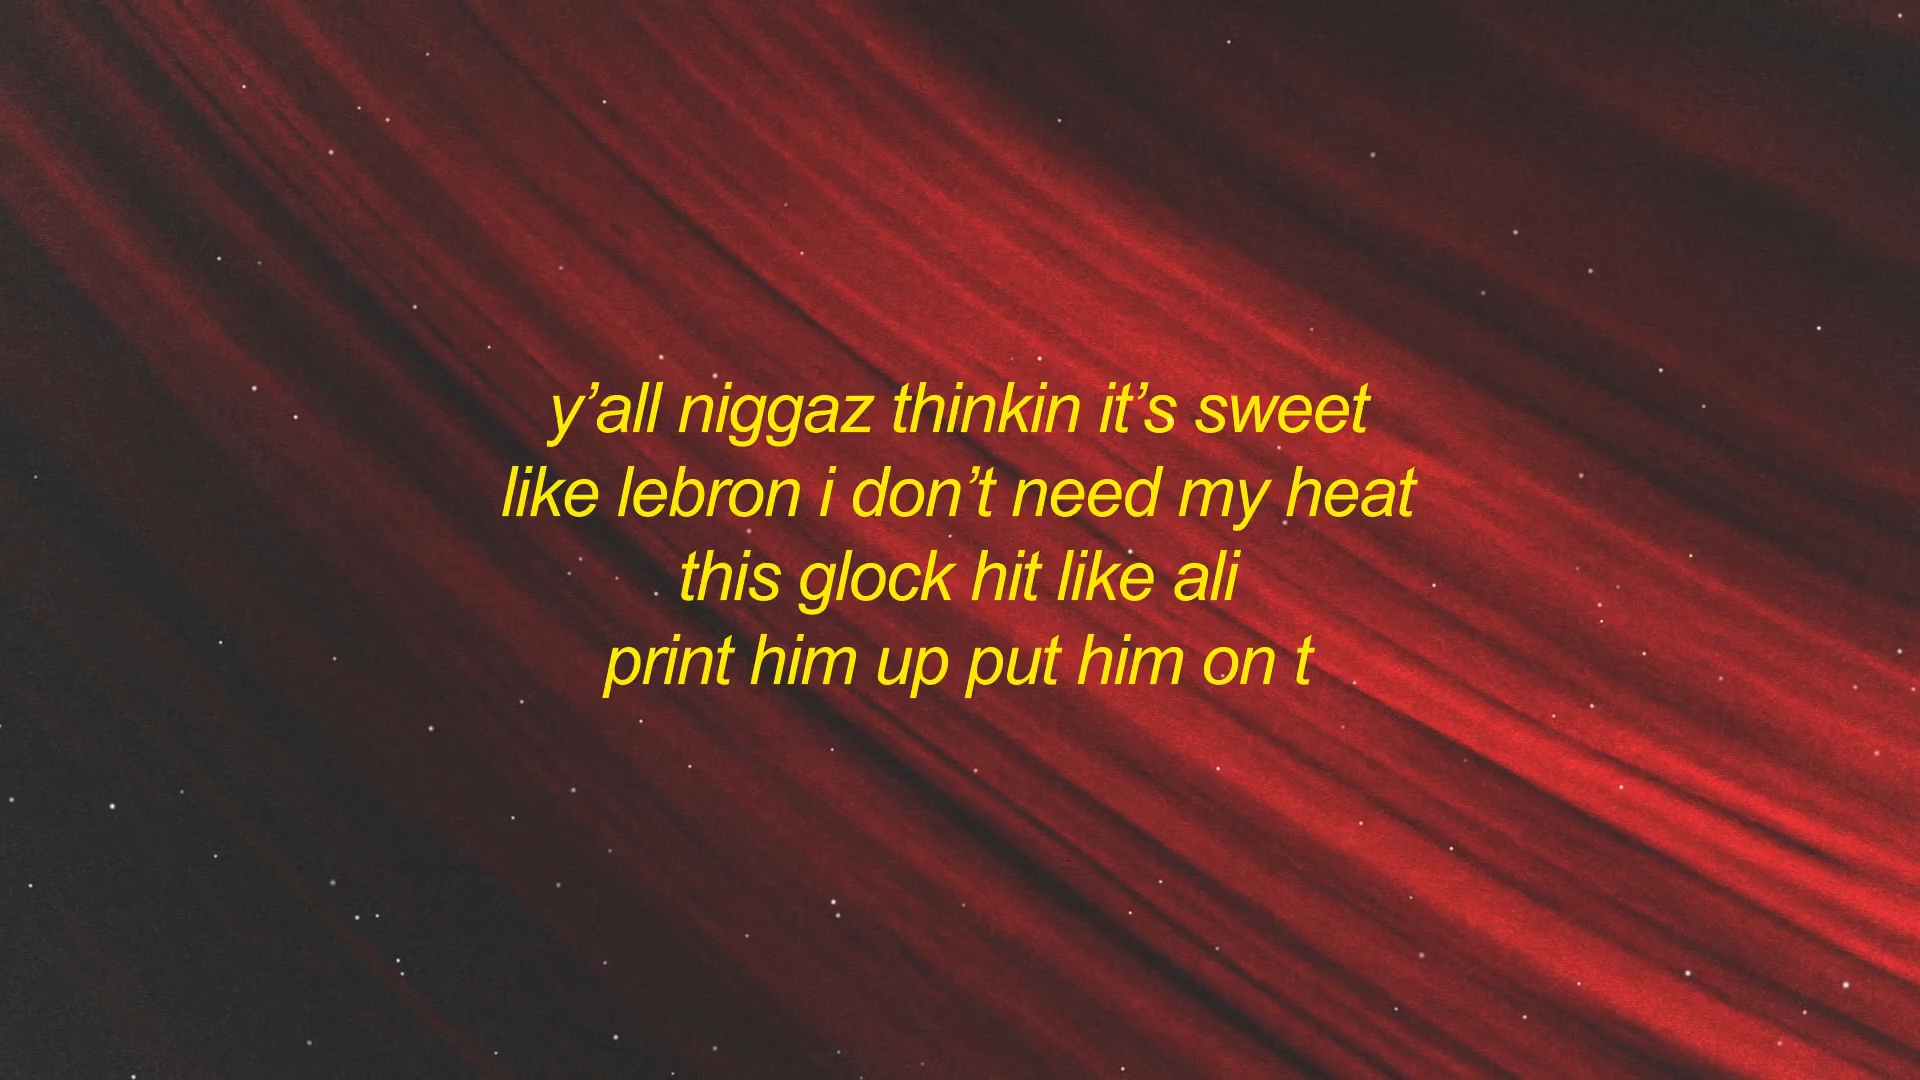 y’all niggaz thinkin it’s sweet
like lebron i don’t need my heat
this glock hit like ali
print him up put him on t